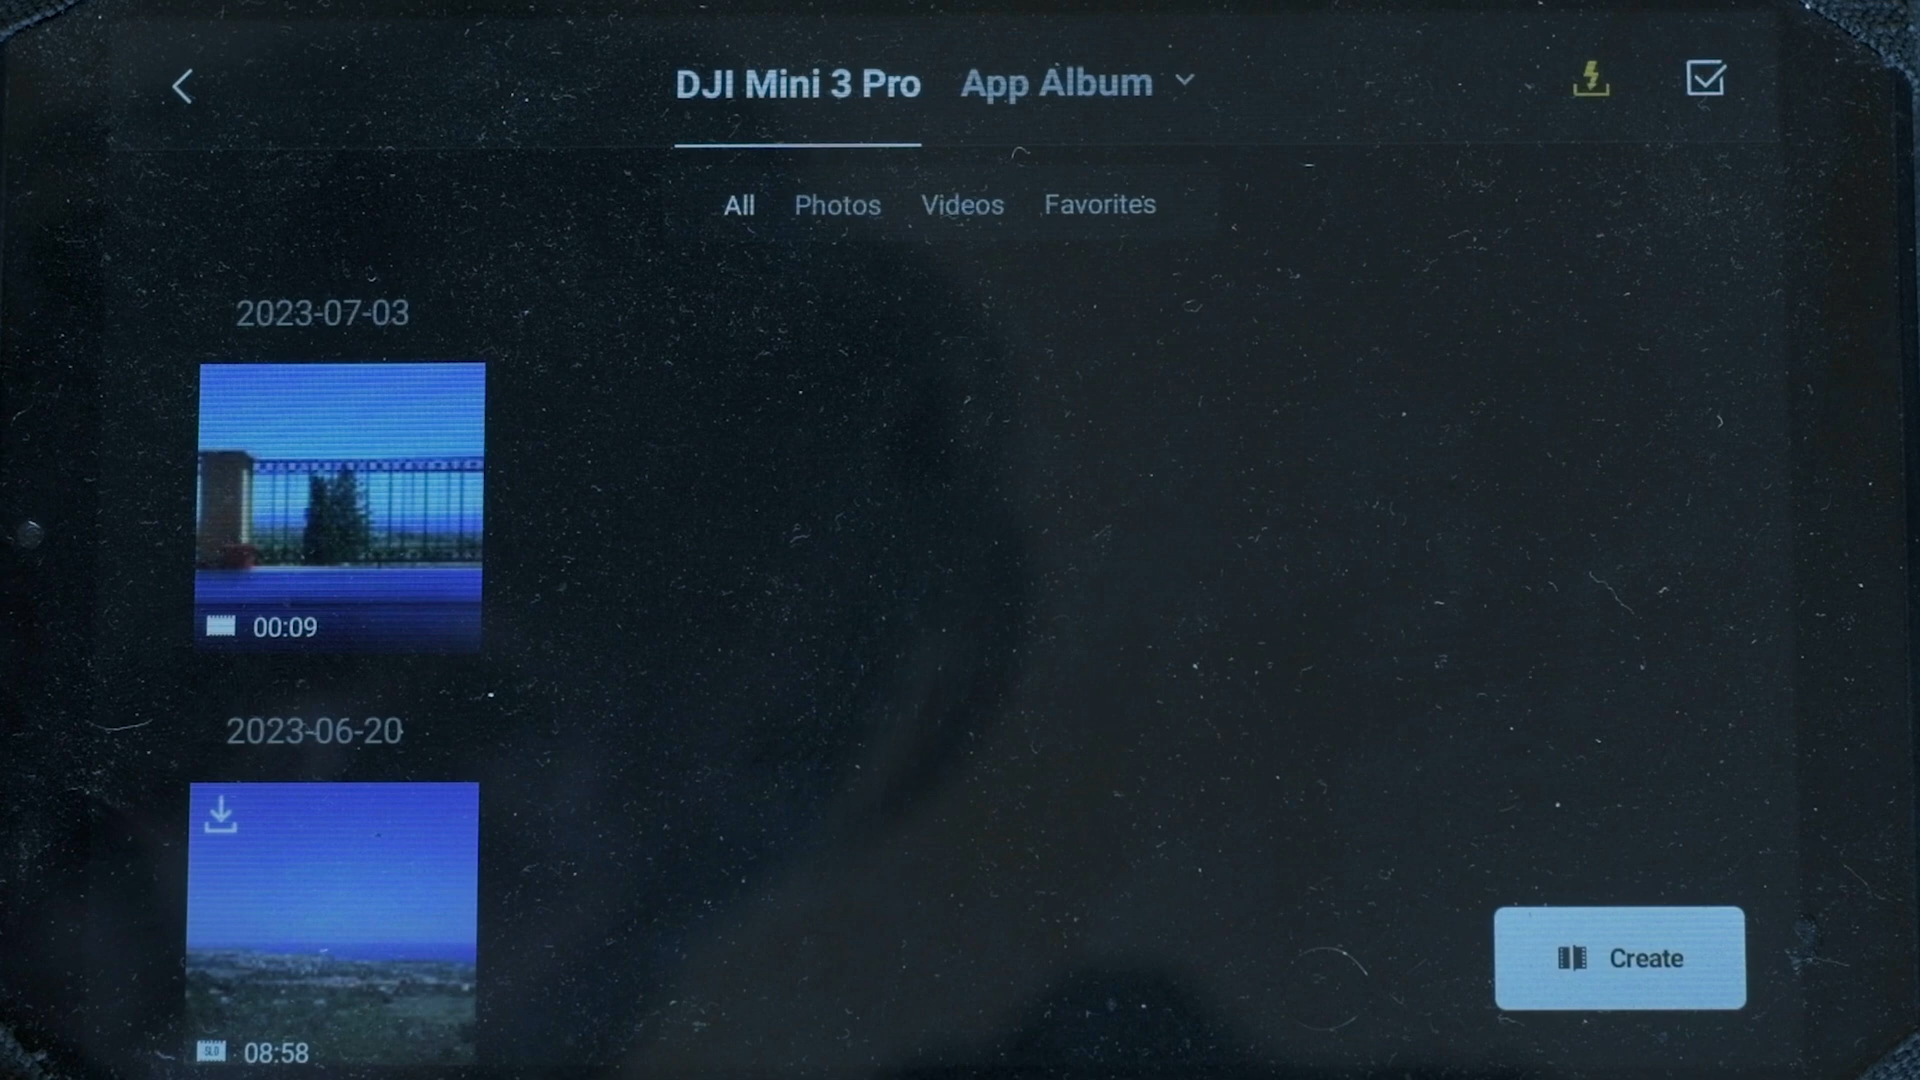 DJI Mini 3 Pro App Album
All Photos Videos Favorites
2023-07-03
00:09
2023-06-20
SLO 08:58
Create